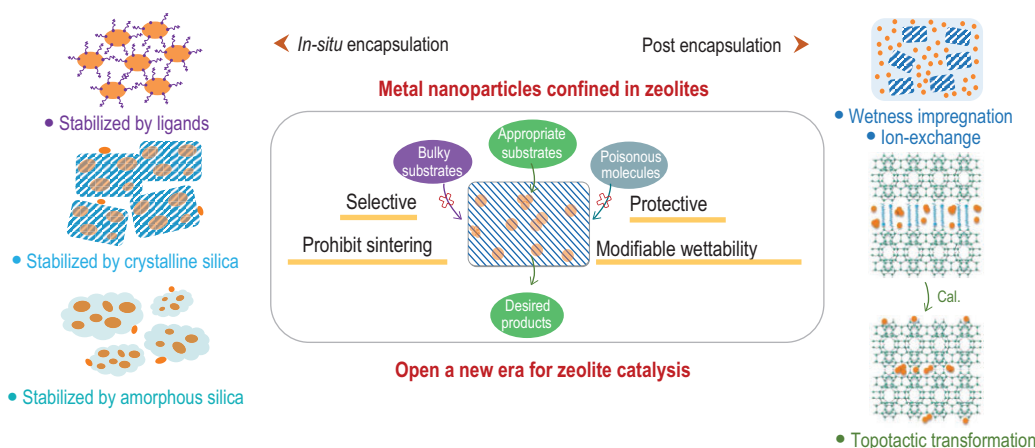 In-situ encapsulation
Post encapsulation
Metal nanoparticles confined in zeolites
• Stabilized by ligands
• Stabilized by crystalline silica
• Stabilized by amorphous silica
Bulky
substrates
Appropriate
substrates
Poisonous
molecules
Selective
Protective
Prohibit sintering
Modifiable wettability
Desired
products
Open a new era for zeolite catalysis
• Wetness impregnation
• Ion-exchange
Cal.
• Topotactic transformation